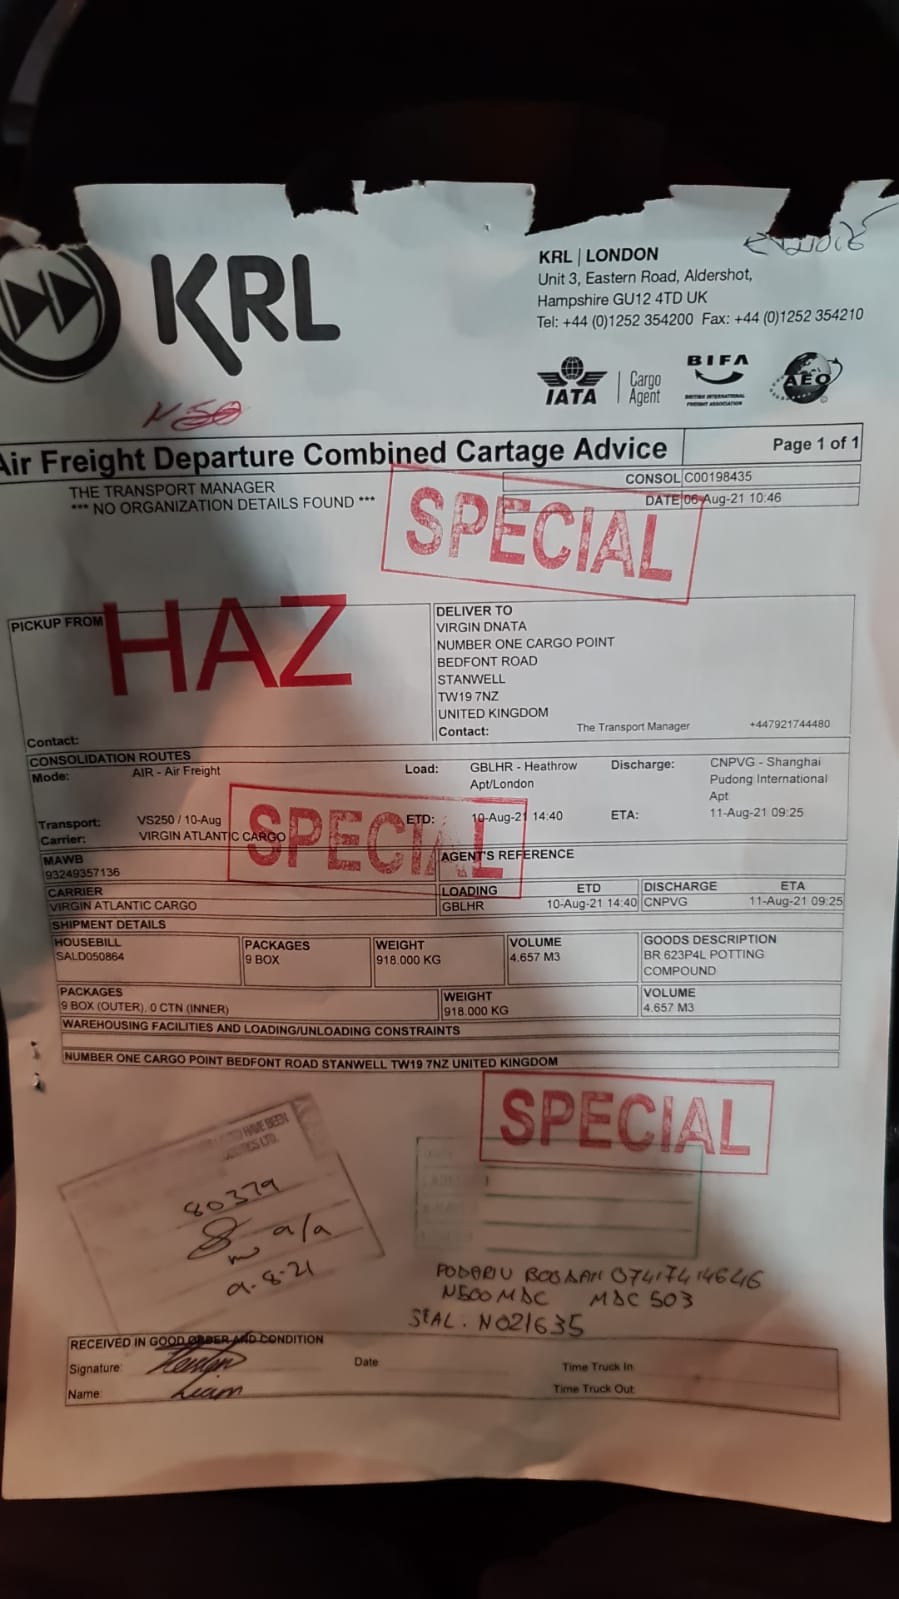 KRL
KRL | LONDON
Unit 3, Eastern Road, Aldershot,
Hampshire GU12 4TD UK
Tel: +44 (0)1252 354200 Fax: +44 (0)1252 354210
IATA
Cargo
Agent
BIFA
BRITISH INTERNATIONAL
FREIGHT ASSOCIATION
AEO
Air Freight Departure Combined Cartage Advice
Page 1 of 1
THE TRANSPORT MANAGER
*** NO ORGANIZATION DETAILS FOUND ***
CONSOL C00198435
DATE 06-Aug-21 10:46
SPECIAL
PICKUP FROM
HAZ
Contact:
DELIVER TO
VIRGIN DNATA
NUMBER ONE CARGO POINT
BEDFONT ROAD
STANWELL
TW19 7NZ
UNITED KINGDOM
Contact: The Transport Manager +447921744480
CONSOLIDATION ROUTES
Mode: AIR - Air Freight
Load: GBLHR - Heathrow
Apt/London
Discharge: CNPVG - Shanghai
Pudong International
Apt
Transport: VS250 / 10-Aug
ETD: 10-Aug-21 14:40
ETA: 11-Aug-21 09:25
Carrier: VIRGIN ATLANTIC CARGO
SPECIAL
MAWB
93249357136
AGENT'S REFERENCE
CARRIER
VIRGIN ATLANTIC CARGO
LOADING ETD
GBLHR 10-Aug-21 14:40
DISCHARGE ETA
CNPVG 11-Aug-21 09:25
SHIPMENT DETAILS
HOUSEBILL
SALD050864
PACKAGES
9 BOX
WEIGHT
918.000 KG
VOLUME
4.657 M3
GOODS DESCRIPTION
BR 623P4L POTTING
COMPOUND
PACKAGES
9 BOX (OUTER), 0 CTN (INNER)
WEIGHT
918.000 KG
VOLUME
4.657 M3
WAREHOUSING FACILITIES AND LOADING/UNLOADING CONSTRAINTS
NUMBER ONE CARGO POINT BEDFONT ROAD STANWELL TW19 7NZ UNITED KINGDOM
SPECIAL
HAVE BEEN
LTD.
80379
a/a
9-8-21
PODARIU BOGDAN 07417414646
N500MDC MDC 503
SEAL. N021635
RECEIVED IN GOOD ORDER AND CONDITION
Signature:
Date
Time Truck In
Name: Liam
Time Truck Out